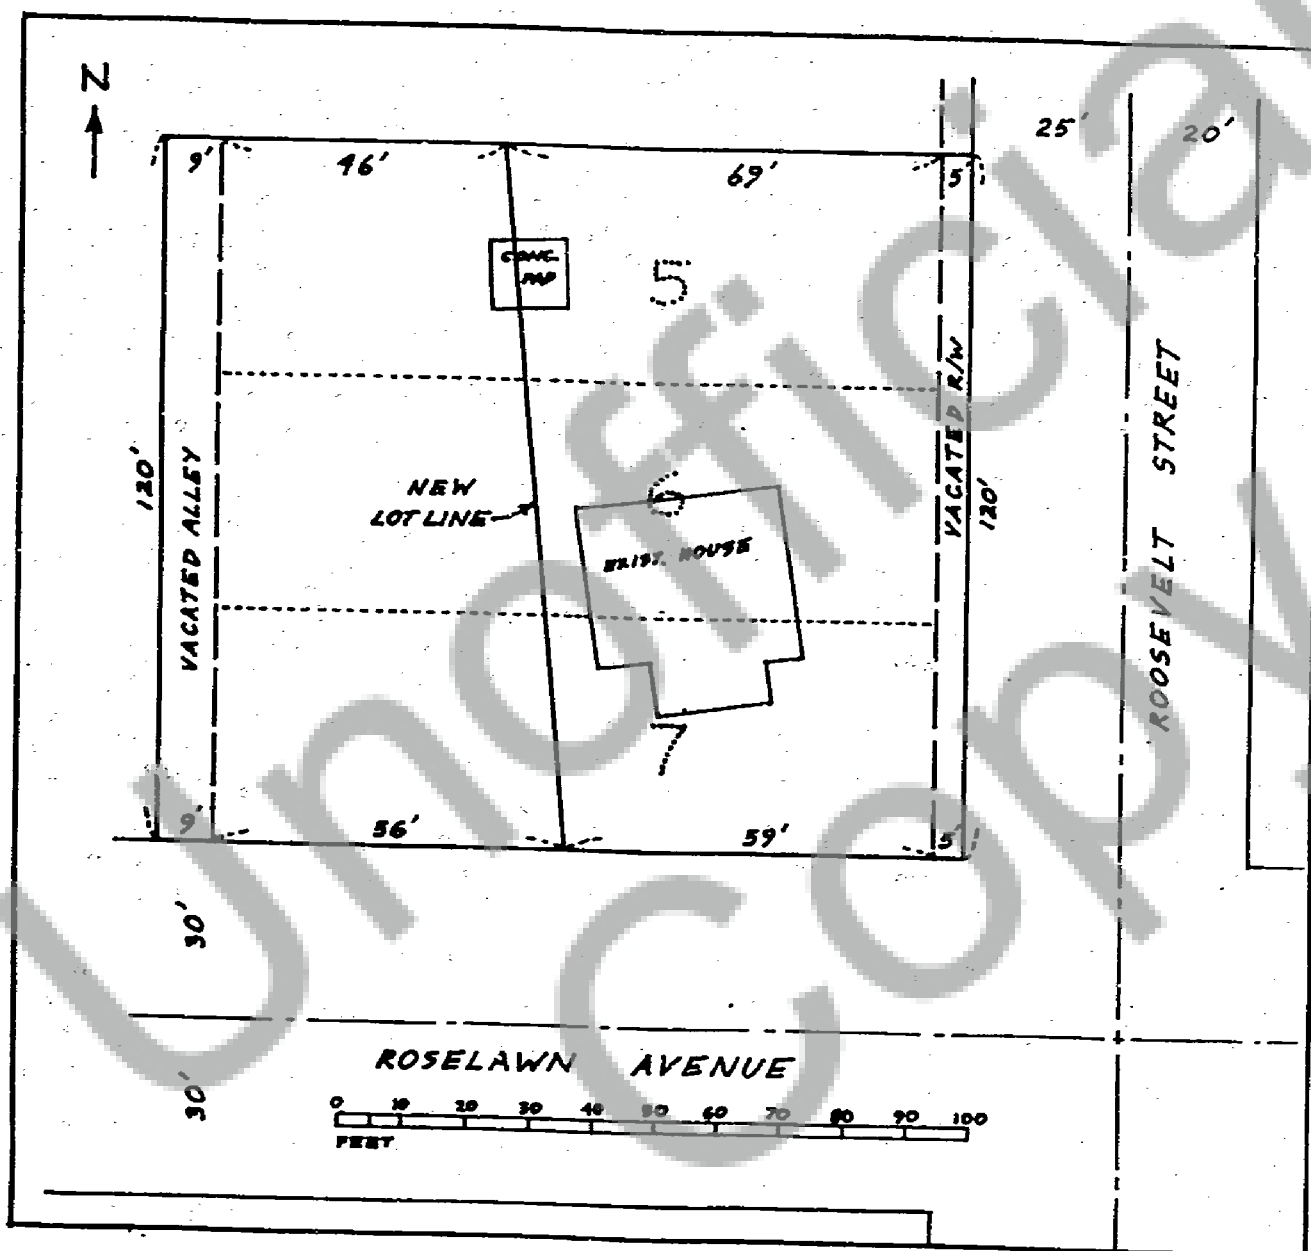 Z
25'
20'
9'
46'
69'
5'
CONC.
PAD
5
120'
VACATED ALLEY
NEW
LOT LINE
6
EXIST. HOUSE
VACATED R/W
120'
ROOSEVELT STREET
7
9'
56'
59'
5'
30'
30'
ROSELAWN AVENUE
0 10 20 30 40 50 60 70 80 90 100
FEET
Unofficial
Copy